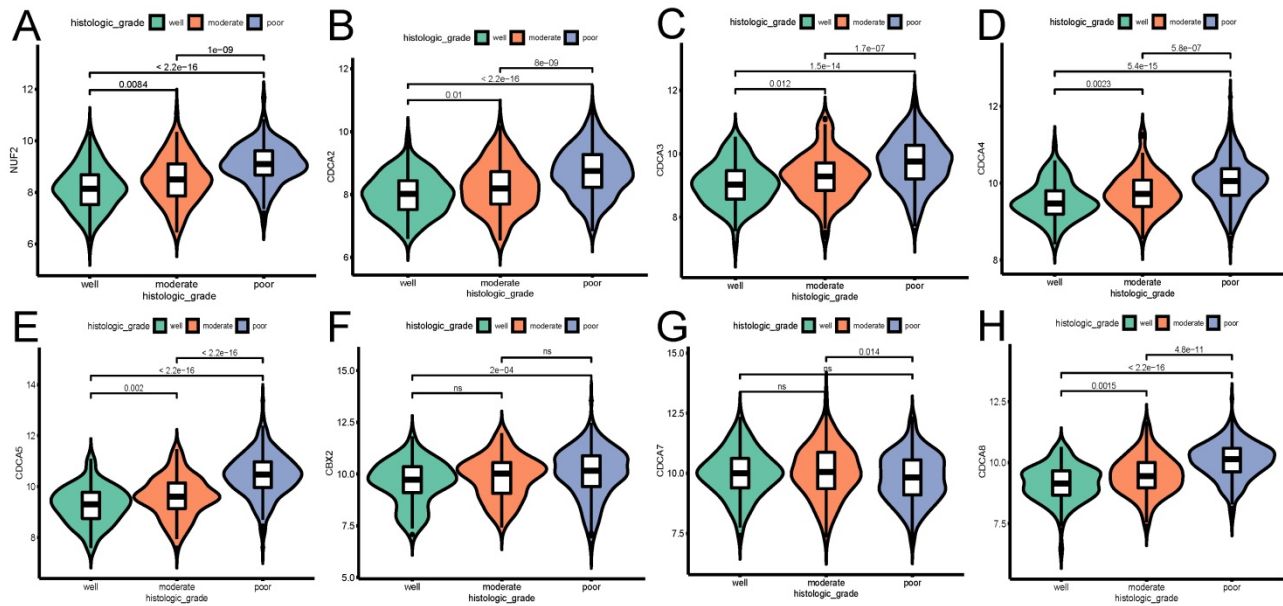 A
histologic_grade well moderate poor
1e−09
< 2.2e−16
0.0084
12
10
8
6
NUF2
well moderate poor
histologic_grade
B
histologic_grade well moderate poor
8e−09
< 2.2e−16
0.01
12
10
8
6
CDCA2
well moderate poor
histologic_grade
C
histologic_grade well moderate poor
1.7e−07
1.5e−14
0.012
12
10
8
CDCA3
well moderate poor
histologic_grade
D
histologic_grade well moderate poor
5.8e−07
5.4e−15
0.0023
12
10
8
CDCA4
well moderate poor
histologic_grade
E
histologic_grade well moderate poor
< 2.2e−16
< 2.2e−16
0.002
14
12
10
8
CDCA5
well moderate poor
histologic_grade
F
histologic_grade well moderate poor
ns
2e−04
ns
15.0
12.5
10.0
7.5
5.0
CBX2
well moderate poor
histologic_grade
G
histologic_grade well moderate poor
0.014
ns
ns
15.0
12.5
10.0
7.5
CDCA7
well moderate poor
histologic_grade
H
histologic_grade well moderate poor
4.8e−11
< 2.2e−16
0.0015
12.5
10.0
7.5
CDCA8
well moderate poor
histologic_grade